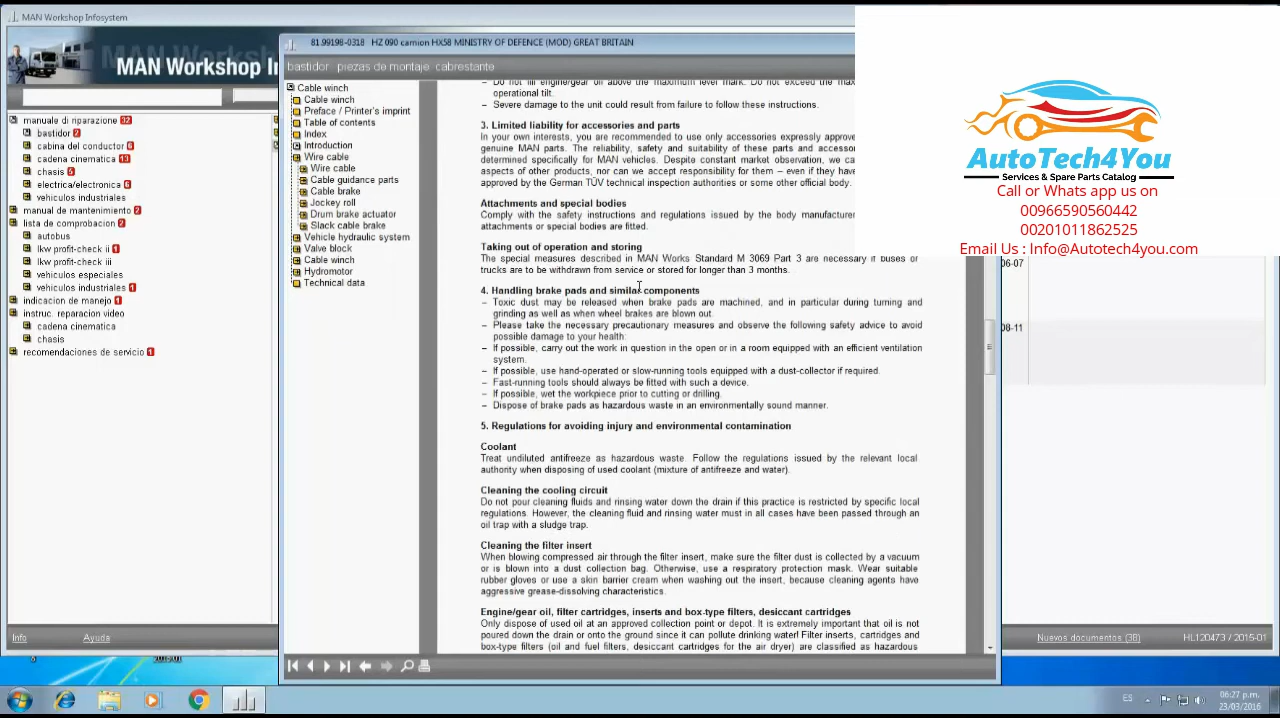 MAN Workshop Infosystem
MAN Workshop I
81.99198-0318 HZ 090 camion HX58 MINISTRY OF DEFENCE (MOD) GREAT BRITAIN
bastidor piezas de montaje cabrestante
manuale di riparazione 32
bastidor 2
cabina del conductor 6
cadena cinematica 13
chasis 5
electrica/electronica 6
vehiculos industriales
manual de mantenimiento 2
lista de comprobacion 2
autobus
lkw profit-check ii 1
lkw profit-check iii
vehiculos especiales
vehiculos industriales 1
indicacion de manejo 1
instruc. reparacion video
cadena cinematica
chasis
recomendaciones de servicio 1
Info
Ayuda
Cable winch
Cable winch
Preface / Printer's imprint
Table of contents
Index
Introduction
Wire cable
Wire cable
Cable guidance parts
Cable brake
Jockey roll
Drum brake actuator
Slack cable brake
Vehicle hydraulic system
Valve block
Cable winch
Hydromotor
Technical data
– Do not fill engine/gear oil above the maximum level mark. Do not exceed the max
operational tilt.
– Severe damage to the unit could result from failure to follow these instructions.
3. Limited liability for accessories and parts
In your own interests, you are recommended to use only accessories expressly approve
genuine MAN parts. The reliability, safety and suitability of these parts and accessor
determined specifically for MAN vehicles. Despite constant market observation, we ca
aspects of other products, nor can we accept responsibility for them – even if they have
approved by the German TÜV technical inspection authorities or some other official body.
Attachments and special bodies
Comply with the safety instructions and regulations issued by the body manufacturer
attachments or special bodies are fitted.
Taking out of operation and storing
The special measures described in MAN Works Standard M 3069 Part 3 are necessary if buses or
trucks are to be withdrawn from service or stored for longer than 3 months.
4. Handling brake pads and similar components
– Toxic dust may be released when brake pads are machined, and in particular during turning and
grinding as well as when wheel brakes are blown out.
– Please take the necessary precautionary measures and observe the following safety advice to avoid
possible damage to your health:
– If possible, carry out the work in question in the open or in a room equipped with an efficient ventilation
system.
– If possible, use hand-operated or slow-running tools equipped with a dust-collector if required.
– Fast-running tools should always be fitted with such a device.
– If possible, wet the workpiece prior to cutting or drilling.
– Dispose of brake pads as hazardous waste in an environmentally sound manner.
5. Regulations for avoiding injury and environmental contamination
Coolant
Treat undiluted antifreeze as hazardous waste. Follow the regulations issued by the relevant local
authority when disposing of used coolant (mixture of antifreeze and water).
Cleaning the cooling circuit
Do not pour cleaning fluids and rinsing water down the drain if this practice is restricted by specific local
regulations. However, the cleaning fluid and rinsing water must in all cases have been passed through an
oil trap with a sludge trap.
Cleaning the filter insert
When blowing compressed air through the filter insert, make sure the filter dust is collected by a vacuum
or is blown into a dust collection bag. Otherwise, use a respiratory protection mask. Wear suitable
rubber gloves or use a skin barrier cream when washing out the insert, because cleaning agents have
aggressive grease-dissolving characteristics.
Engine/gear oil, filter cartridges, inserts and box-type filters, desiccant cartridges
Only dispose of used oil at an approved collection point or depot. It is extremely important that oil is not
poured down the drain or onto the ground since it can pollute drinking water! Filter inserts, cartridges and
box-type filters (oil and fuel filters, desiccant cartridges for the air dryer) are classified as hazardous
AutoTech4You
Services & Spare Parts Catalog
Call or Whats app us on
00966590560442
00201011862525
Email Us : Info@Autotech4you.com
06-07
08-11
Nuevos documentos (38)
HL120473 / 2015-01
2015-01
ES
06:27 p.m.
23/03/2016